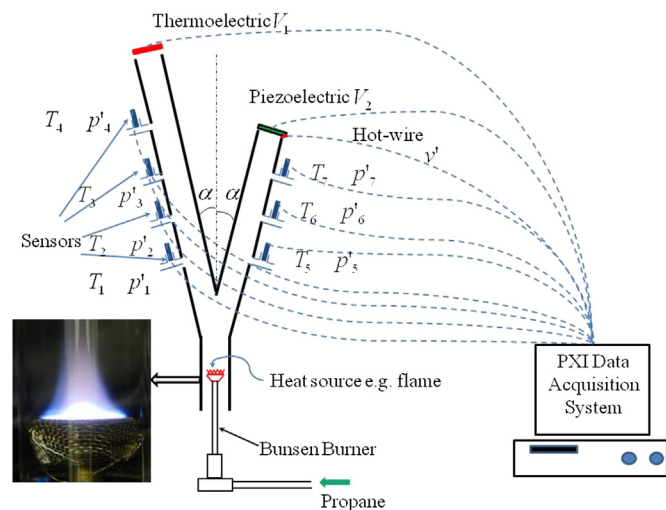 Thermoelectric V₁
Piezoelectric V₂
Hot-wire
v'
T₄ p'₄
T₃ p'₃
Sensors
T₂ p'₂
T₁ p'₁
α α
T₇ p'₇
T₆ p'₆
T₅ p'₅
Heat source e.g. flame
Bunsen Burner
Propane
PXI Data
Acquisition
System